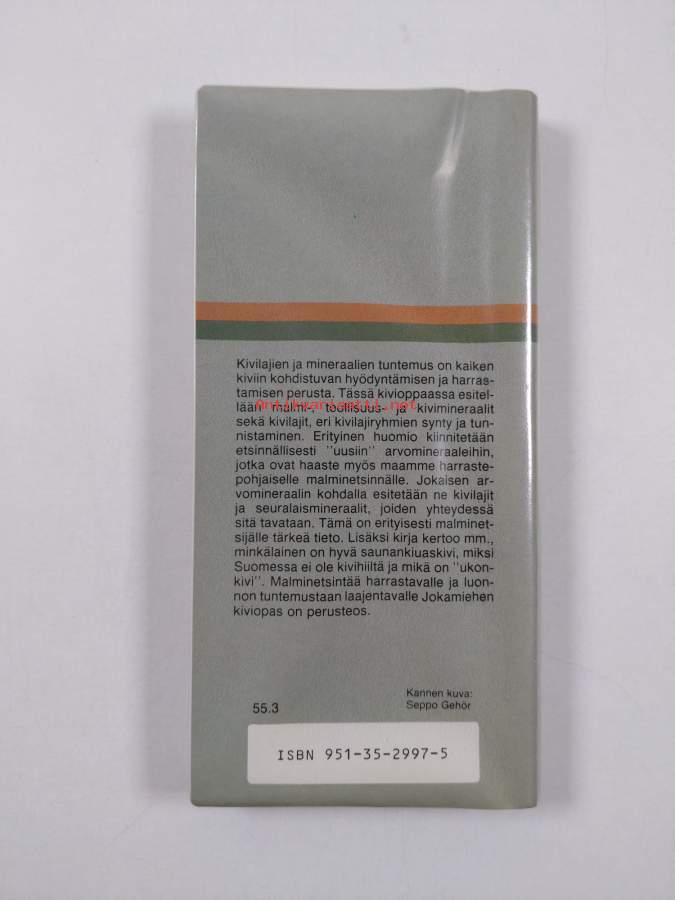 Kivilajien ja mineraalien tuntemus on kaiken
kiviin kohdistuvan hyödyntämisen ja harras-
tamisen perusta. Tässä kivioppaassa esitel-
lään malmi-, teollisuus- ja kivimineraalit
Antikvariaatti.net
sekä kivilajit, eri kivilajiryhmien synty ja tun-
nistaminen. Erityinen huomio kiinnitetään
etsinnällisesti "uusiin" arvomineraaleihin,
jotka ovat haaste myös maamme harraste-
pohjaiselle malminetsinnälle. Jokaisen ar-
vomineraalin kohdalla esitetään ne kivilajit
ja seuralaismineraalit, joiden yhteydessä
sitä tavataan. Tämä on erityisesti malminet-
sijälle tärkeä tieto. Lisäksi kirja kertoo mm.,
minkälainen on hyvä saunankiuaskivi, miksi
Suomessa ei ole kivihiiltä ja mikä on "ukon-
kivi". Malminetsintää harrastavalle ja luon-
non tuntemustaan laajentavalle Jokamiehen
kiviopas on perusteos.
Kannen kuva:
Seppo Gehör
55.3
ISBN 951-35-2997-5